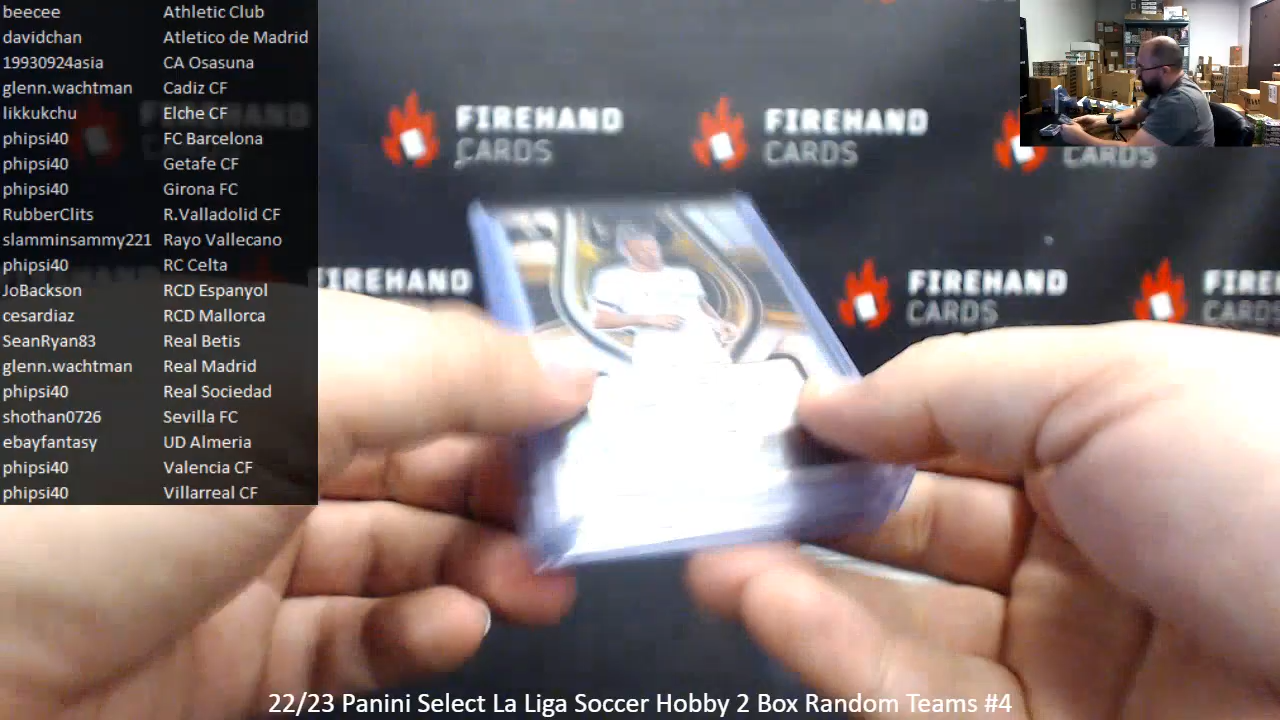 beecee Athletic Club
davidchan Atletico de Madrid
19930924asia CA Osasuna
glenn.wachtman Cadiz CF
likkukchu Elche CF
phipsi40 FC Barcelona
phipsi40 Getafe CF
phipsi40 Girona FC
RubberClits R.Valladolid CF
slamminsammy221 Rayo Vallecano
phipsi40 RC Celta
JoBackson RCD Espanyol
cesardiaz RCD Mallorca
SeanRyan83 Real Betis
glenn.wachtman Real Madrid
phipsi40 Real Sociedad
shothan0726 Sevilla FC
ebayfantasy UD Almeria
phipsi40 Valencia CF
phipsi40 Villarreal CF
FIREHAND
CARDS
FIREHAND
CARDS
CARDS
FIREHAND
FIREHAND
CARDS
FIREH
CARDS
22/23 Panini Select La Liga Soccer Hobby 2 Box Random Teams #4